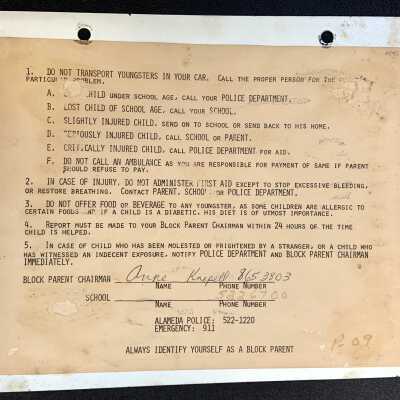 1. DO NOT TRANSPORT YOUNGSTERS IN YOUR CAR. CALL THE PROPER PERSON FOR THE
PARTICULAR PROBLEM.
A. CHILD UNDER SCHOOL AGE, CALL YOUR POLICE DEPARTMENT.
B. LOST CHILD OF SCHOOL AGE, CALL YOUR SCHOOL.
C. SLIGHTLY INJURED CHILD, SEND ON TO SCHOOL OR SEND BACK TO HIS HOME.
D. SERIOUSLY INJURED CHILD, CALL SCHOOL OR PARENT.
E. CRITICALLY INJURED CHILD, CALL POLICE DEPARTMENT FOR AID.
F. DO NOT CALL AN AMBULANCE AS YOU ARE RESPONSIBLE FOR PAYMENT OF SAME IF PARENT
SHOULD REFUSE TO PAY.
2. IN CASE OF INJURY, DO NOT ADMINISTER FIRST AID EXCEPT TO STOP EXCESSIVE BLEEDING,
OR RESTORE BREATHING. CONTACT PARENT, SCHOOL OR POLICE DEPARTMENT.
3. DO NOT OFFER FOOD OR BEVERAGE TO ANY YOUNGSTER, AS SOME CHILDREN ARE ALLERGIC TO
CERTAIN FOODS AND IF A CHILD IS A DIABETIC, HIS DIET IS OF UTMOST IMPORTANCE.
4. REPORT MUST BE MADE TO YOUR BLOCK PARENT CHAIRMAN WITHIN 24 HOURS OF THE TIME
CHILD IS HELPED.
5. IN CASE OF CHILD WHO HAS BEEN MOLESTED OR FRIGHTENED BY A STRANGER, OR A CHILD WHO
HAS WITNESSED AN INDECENT EXPOSURE, NOTIFY POLICE DEPARTMENT AND BLOCK PARENT CHAIRMAN
IMMEDIATELY.
BLOCK PARENT CHAIRMAN Anne 865-3803
NAME PHONE NUMBER
SCHOOL
NAME PHONE NUMBER
ALAMEDA POLICE: 522-1220
EMERGENCY: 911
ALWAYS IDENTIFY YOURSELF AS A BLOCK PARENT